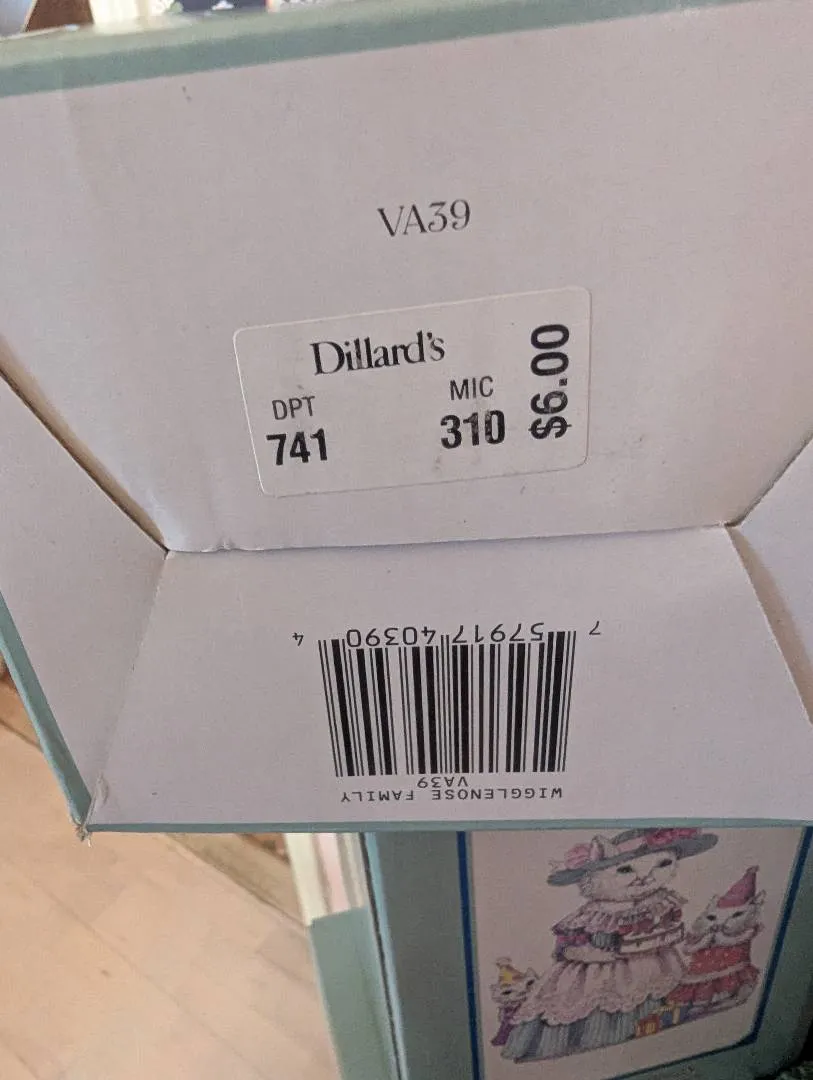 VA39
Dillard's
DPT
741
MIC
310
$6.00
7 57917 40390 4
WIGGLENOSE FAMILY
VA39